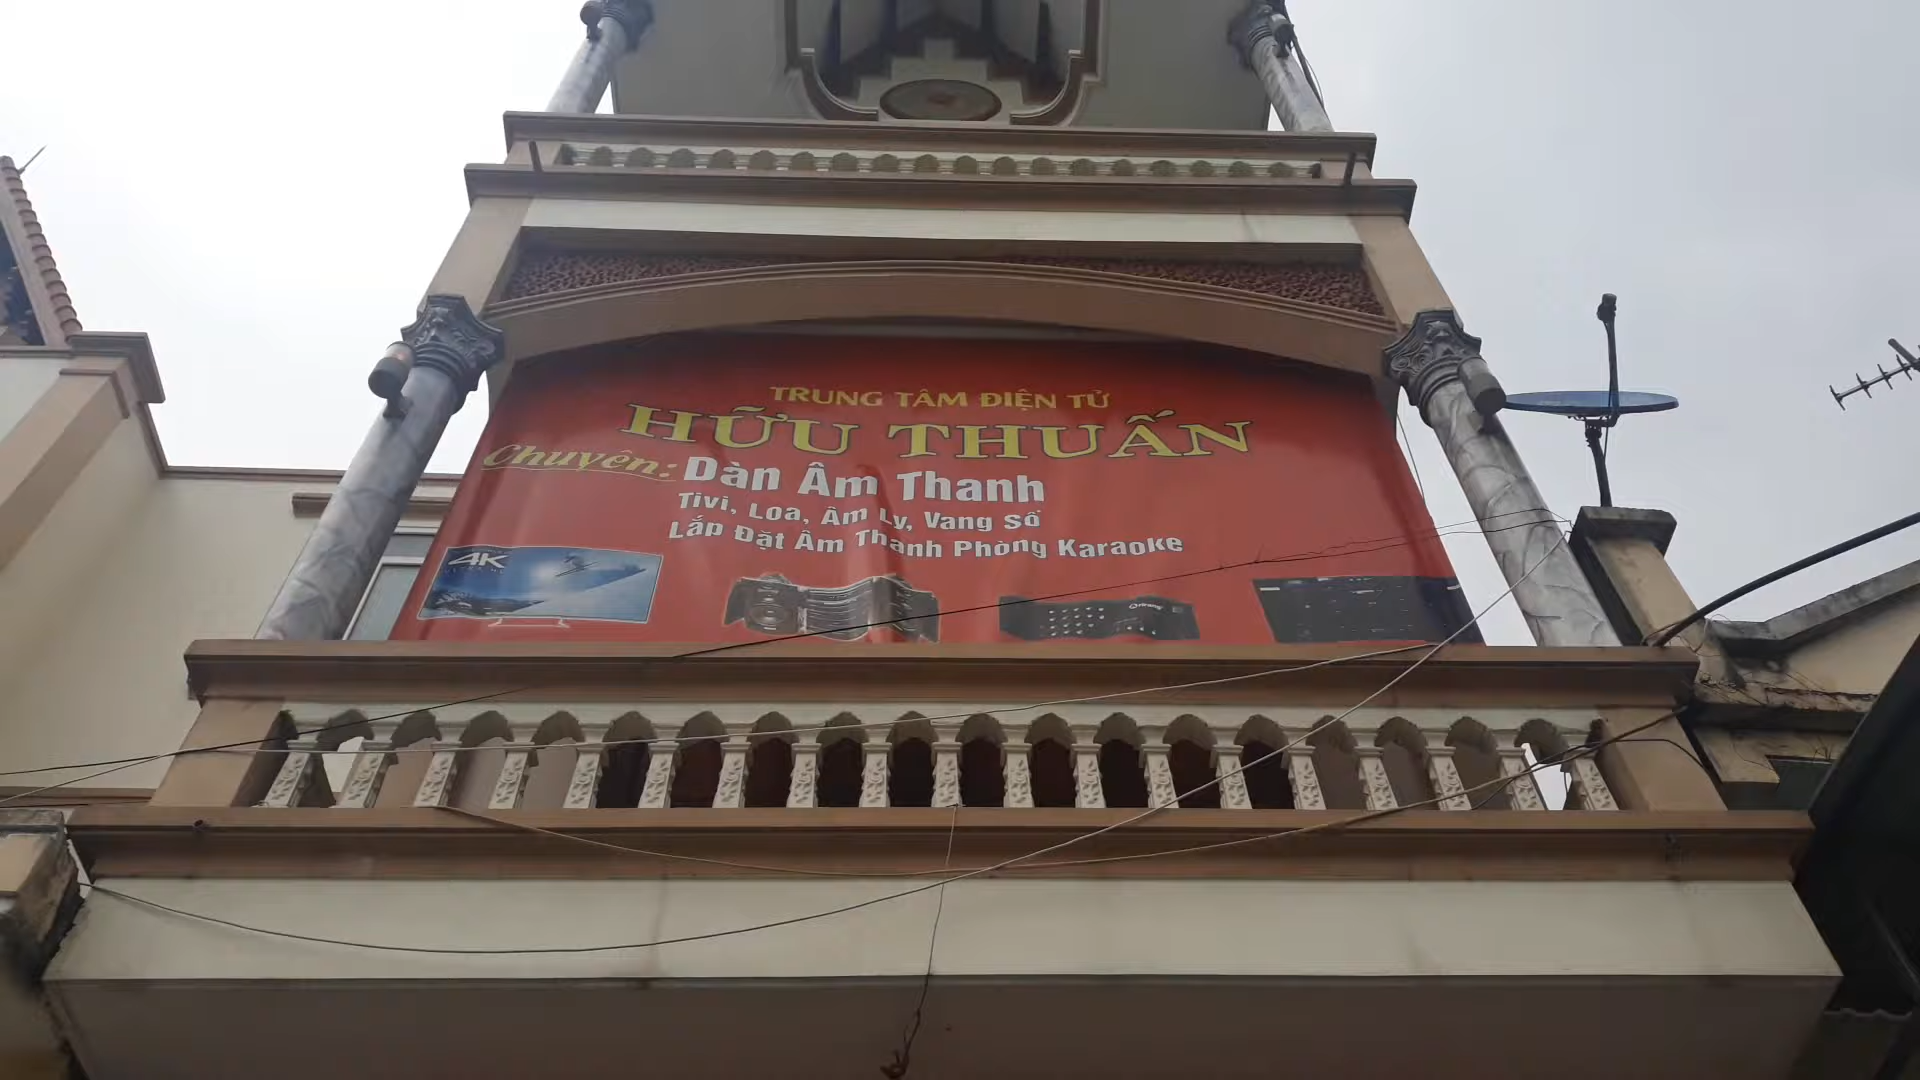 TRUNG TÂM ĐIỆN TỬ
HỮU THUẤN
Chuyên: Dàn Âm Thanh
Tivi, Loa, Âm Ly, Vang số
Lắp Đặt Âm Thanh Phòng Karaoke
4K